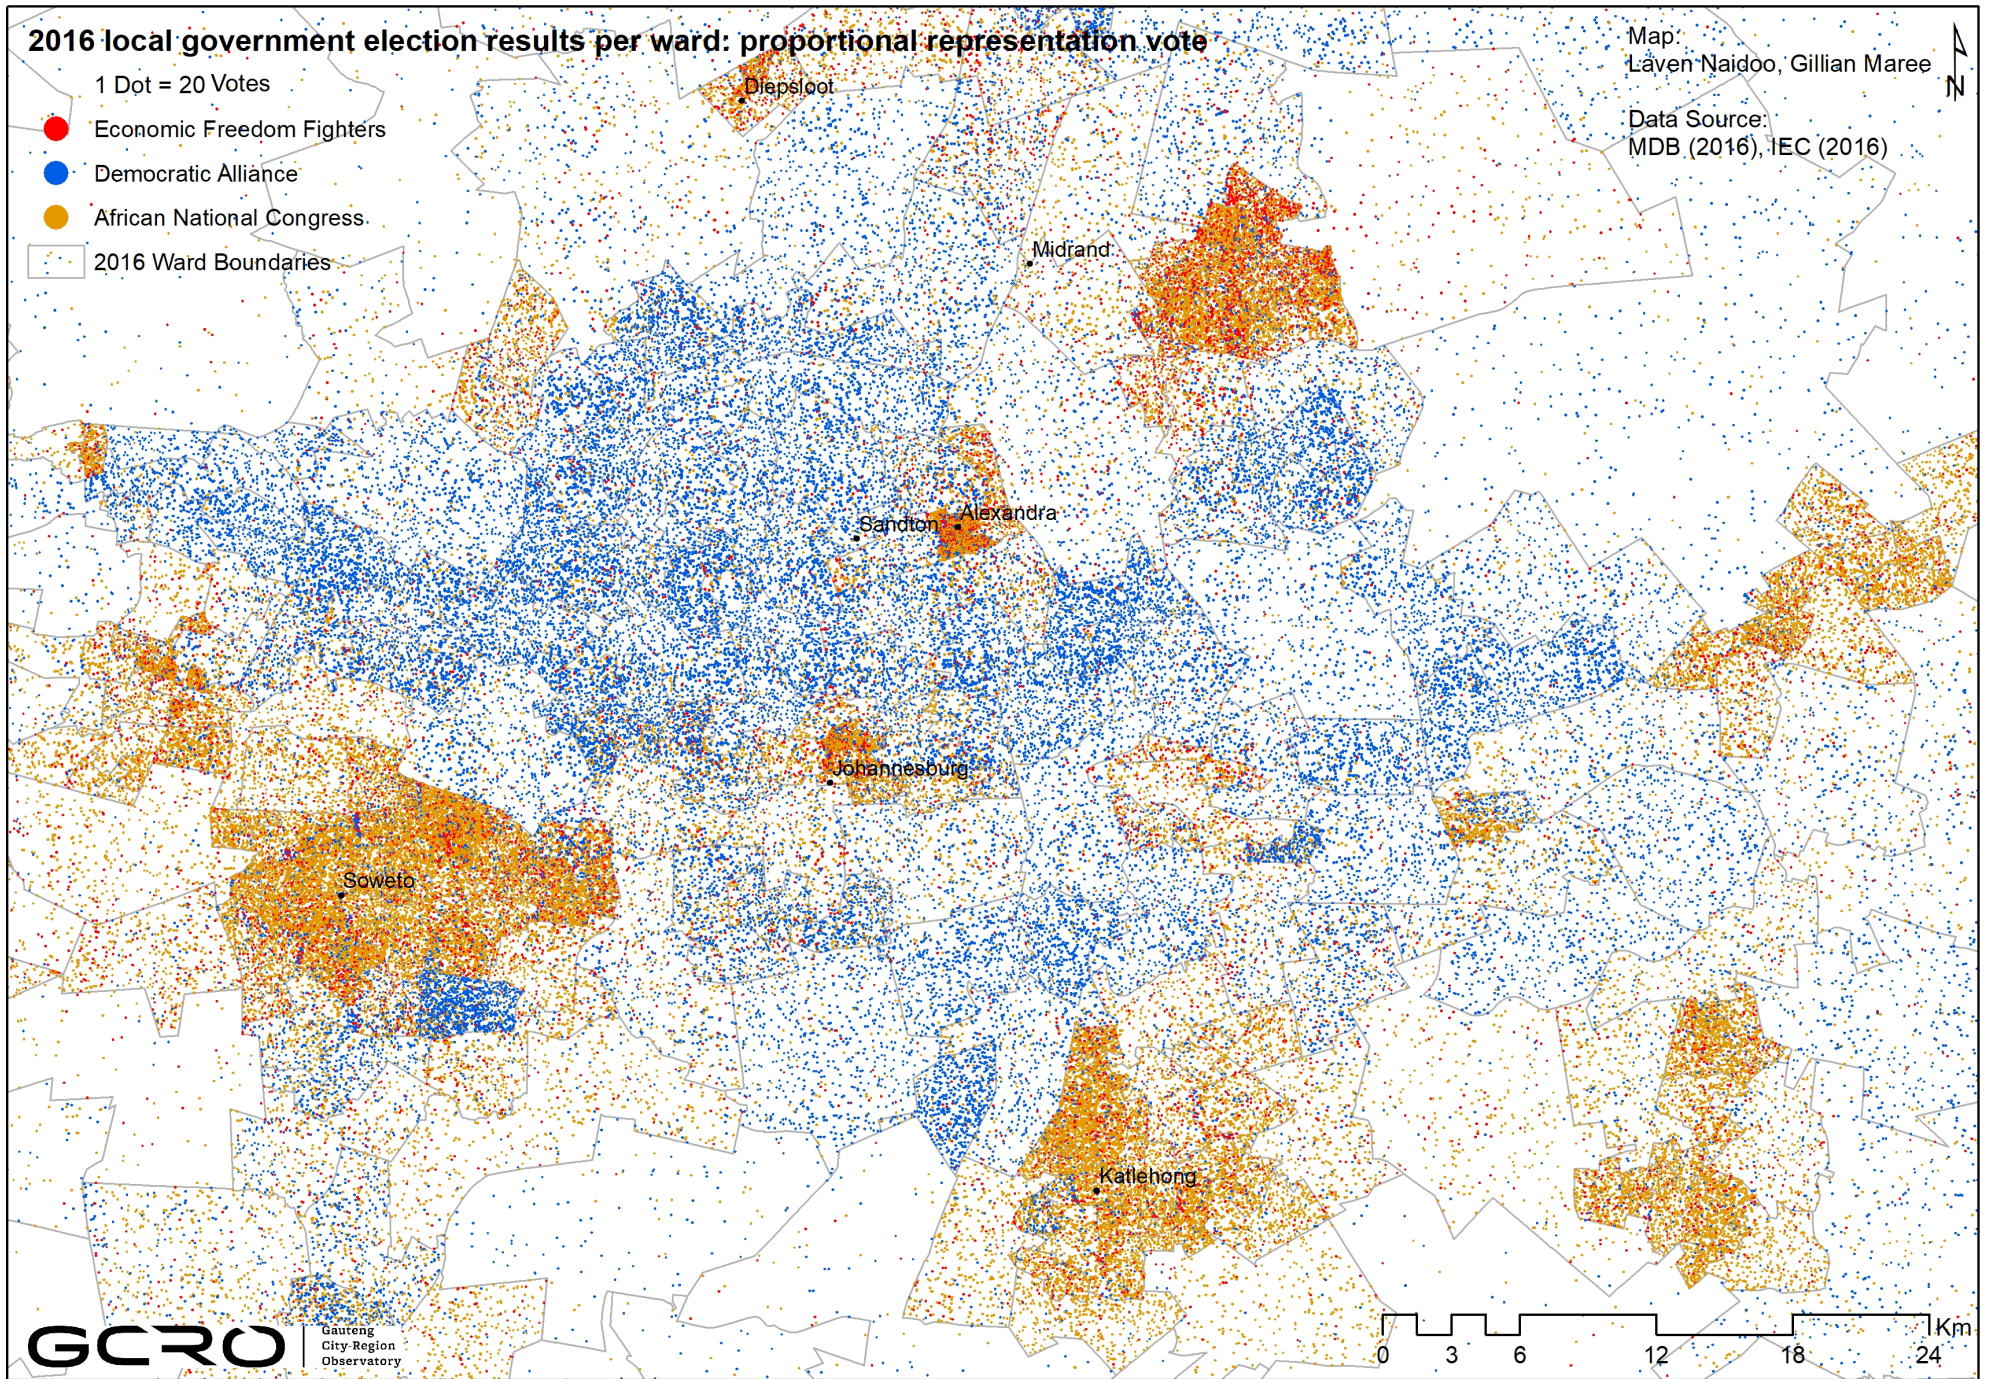 2016 local government election results per ward: proportional representation vote
1 Dot = 20 Votes
Economic Freedom Fighters
Democratic Alliance
African National Congress
2016 Ward Boundaries
Map:
Laven Naidoo, Gillian Maree
Data Source:
MDB (2016), IEC (2016)
N
Diepsloot
Midrand
Sandton
Alexandra
Johannesburg
Soweto
Katlehong
GCRO
Gauteng
City-Region
Observatory
Km
0 3 6 12 18 24